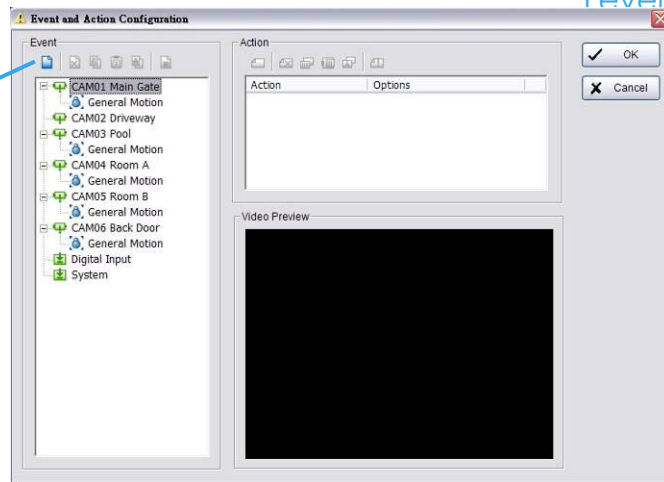 Event and Action Configuration
Event
Action
OK
Cancel
Action Options
CAM01 Main Gate
General Motion
CAM02 Driveway
CAM03 Pool
General Motion
CAM04 Room A
General Motion
CAM05 Room B
General Motion
CAM06 Back Door
General Motion
Digital Input
System
Video Preview